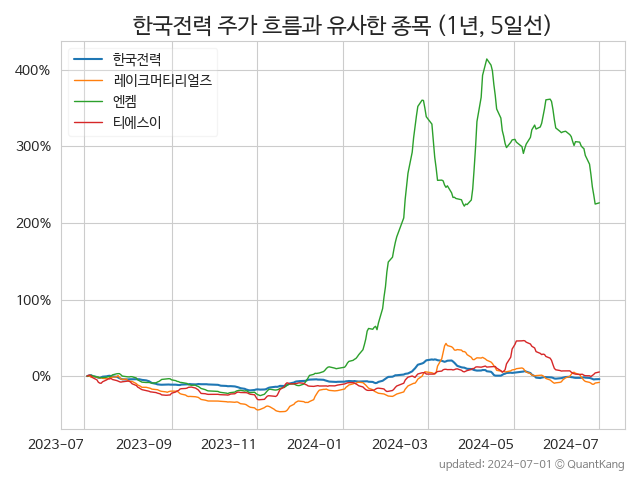 한국전력 주가 흐름과 유사한 종목 (1년, 5일선)
한국전력
레이크머티리얼즈
엔켐
티에스이
400%
300%
200%
100%
0%
2023-07
2023-09
2023-11
2024-01
2024-03
2024-05
2024-07
updated: 2024-07-01 © QuantKang